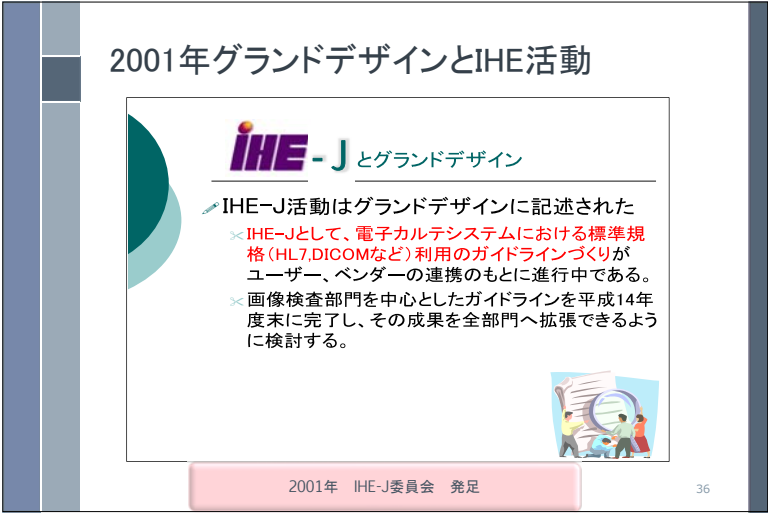 2001年グランドデザインとIHE活動
IHE-Jとグランドデザイン
IHE-J活動はグランドデザインに記述された
IHE-Jとして、電子カルテシステムにおける標準規
格(HL7,DICOMなど)利用のガイドラインづくりが
ユーザー、ベンダーの連携のもとに進行中である。
画像検査部門を中心としたガイドラインを平成14年
度末に完了し、その成果を全部門へ拡張できるよう
に検討する。
2001年　IHE-J委員会　発足
36